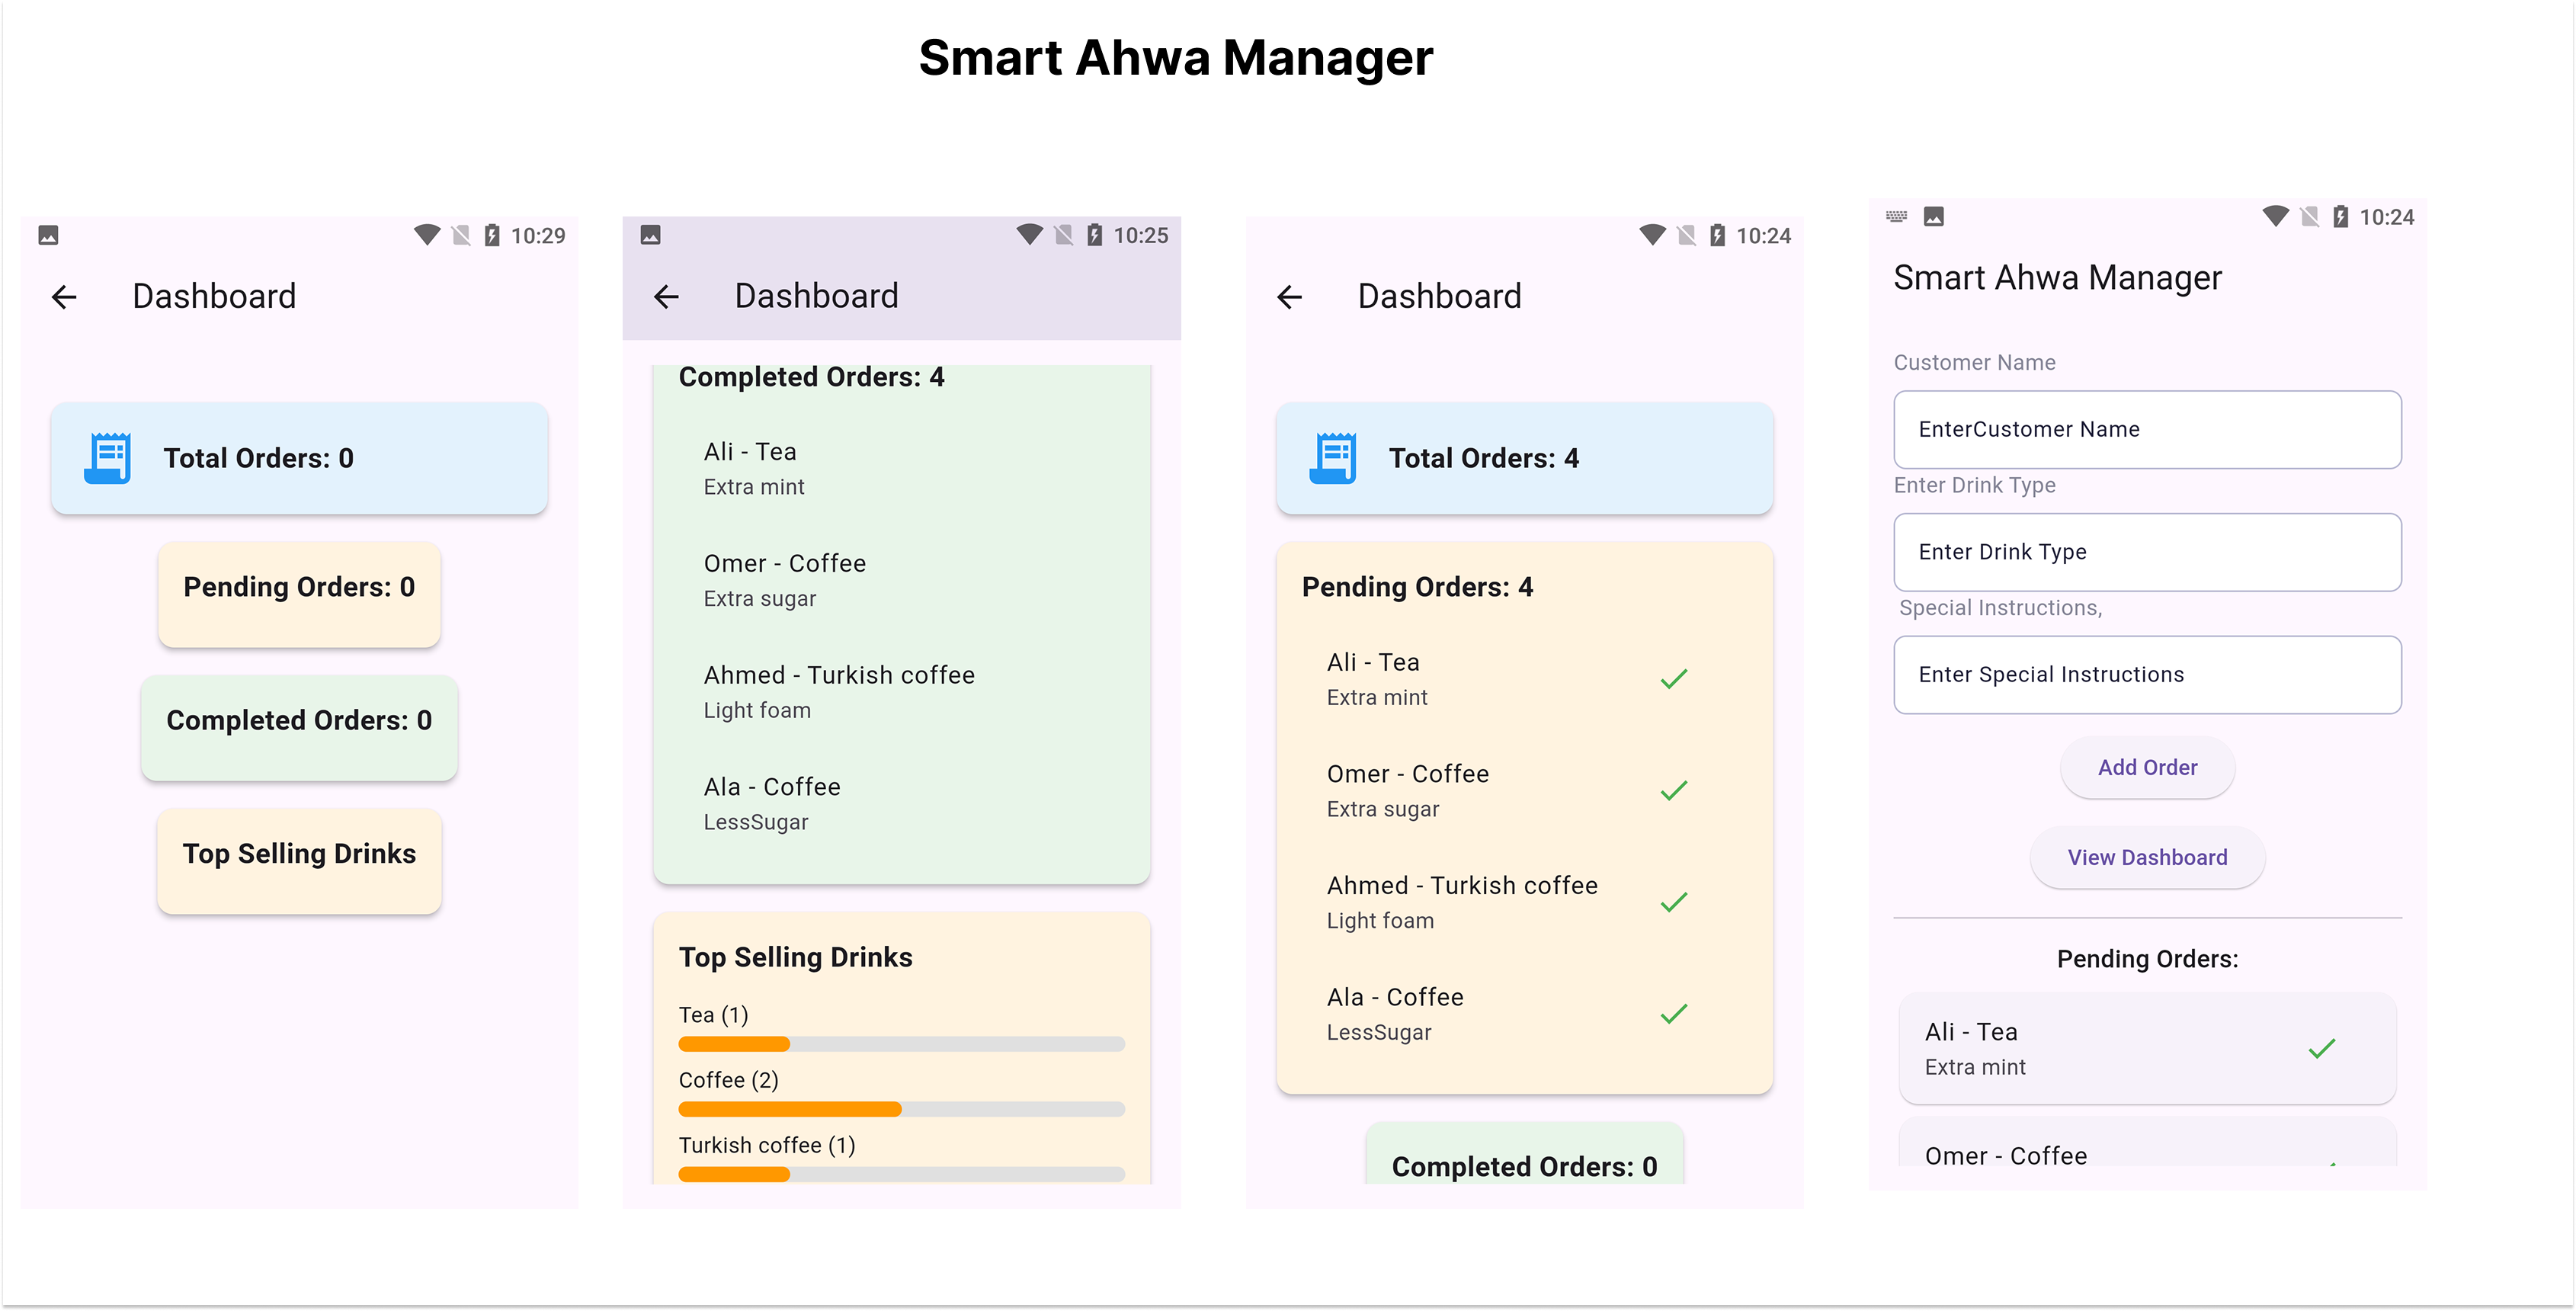 Smart Ahwa Manager
10:29
Dashboard
Total Orders: 0
Pending Orders: 0
Completed Orders: 0
Top Selling Drinks
10:25
Dashboard
Completed Orders: 4
Ali - Tea
Extra mint
Omer - Coffee
Extra sugar
Ahmed - Turkish coffee
Light foam
Ala - Coffee
LessSugar
Top Selling Drinks
Tea (1)
Coffee (2)
Turkish coffee (1)
10:24
Dashboard
Total Orders: 4
Pending Orders: 4
Ali - Tea
Extra mint
Omer - Coffee
Extra sugar
Ahmed - Turkish coffee
Light foam
Ala - Coffee
LessSugar
Completed Orders: 0
10:24
Smart Ahwa Manager
Customer Name
EnterCustomer Name
Enter Drink Type
Enter Drink Type
Special Instructions,
Enter Special Instructions
Add Order
View Dashboard
Pending Orders:
Ali - Tea
Extra mint
Omer - Coffee